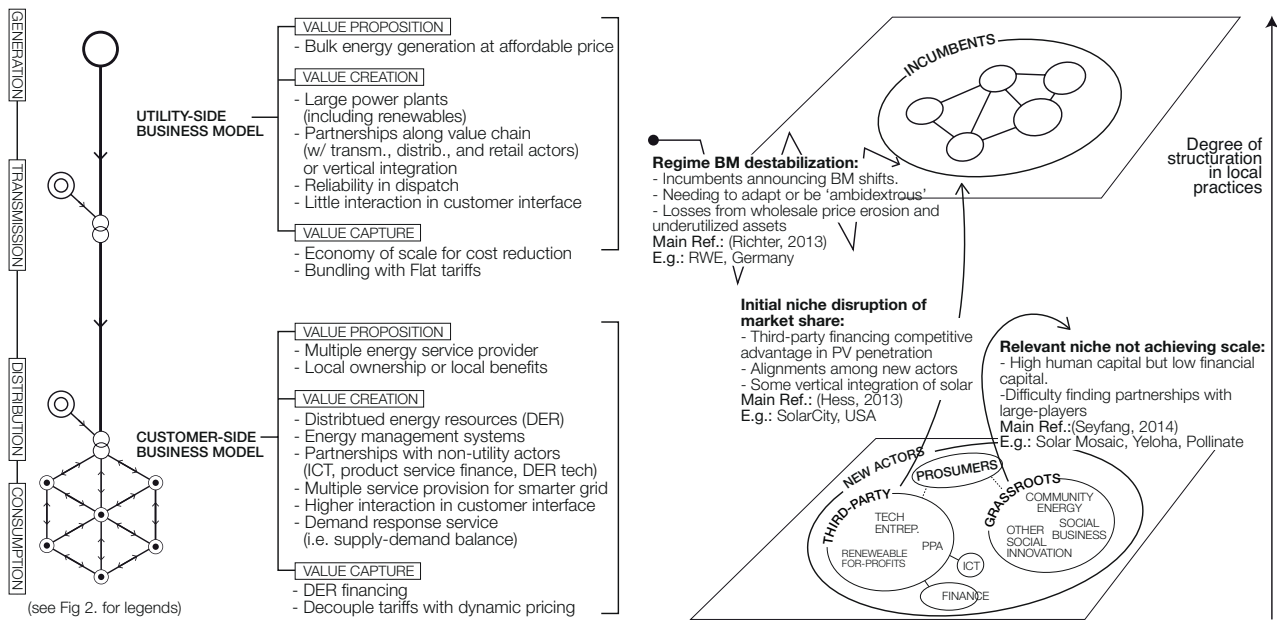 GENERATION
TRANSMISSION
DISTRIBUTION
CONSUMPTION
(see Fig 2. for legends)
UTILITY-SIDE
BUSINESS MODEL
VALUE PROPOSITION
- Bulk energy generation at affordable price
VALUE CREATION
- Large power plants
(including renewables)
- Partnerships along value chain
(w/ transm., distrib., and retail actors)
or vertical integration
- Reliability in dispatch
- Little interaction in customer interface
VALUE CAPTURE
- Economy of scale for cost reduction
- Bundling with Flat tariffs
CUSTOMER-SIDE
BUSINESS MODEL
VALUE PROPOSITION
- Multiple energy service provider
- Local ownership or local benefits
VALUE CREATION
- Distribtued energy resources (DER)
- Energy management systems
- Partnerships with non-utility actors
(ICT, product service finance, DER tech)
- Multiple service provision for smarter grid
- Higher interaction in customer interface
- Demand response service
(i.e. supply-demand balance)
VALUE CAPTURE
- DER financing
- Decouple tariffs with dynamic pricing
INCUMBENTS
Degree of
structuration
in local
practices
Regime BM destabilization:
- Incumbents announcing BM shifts.
- Needing to adapt or be ‘ambidextrous’
- Losses from wholesale price erosion and
underutilized assets
Main Ref.: (Richter, 2013)
E.g.: RWE, Germany
Initial niche disruption of
market share:
- Third-party financing competitive
advantage in PV penetration
- Alignments among new actors
- Some vertical integration of solar
Main Ref.: (Hess, 2013)
E.g.: SolarCity, USA
Relevant niche not achieving scale:
- High human capital but low financial
capital.
-Difficulty finding partnerships with
large-players
Main Ref.:(Seyfang, 2014)
E.g.: Solar Mosaic, Yeloha, Pollinate
NEW ACTORS
PROSUMERS
THIRD-PARTY
TECH
ENTREP.
PPA
RENEWEABLE
FOR-PROFITS
ICT
FINANCE
GRASSROOTS
COMMUNITY
ENERGY
SOCIAL
BUSINESS
OTHER
SOCIAL
INNOVATION